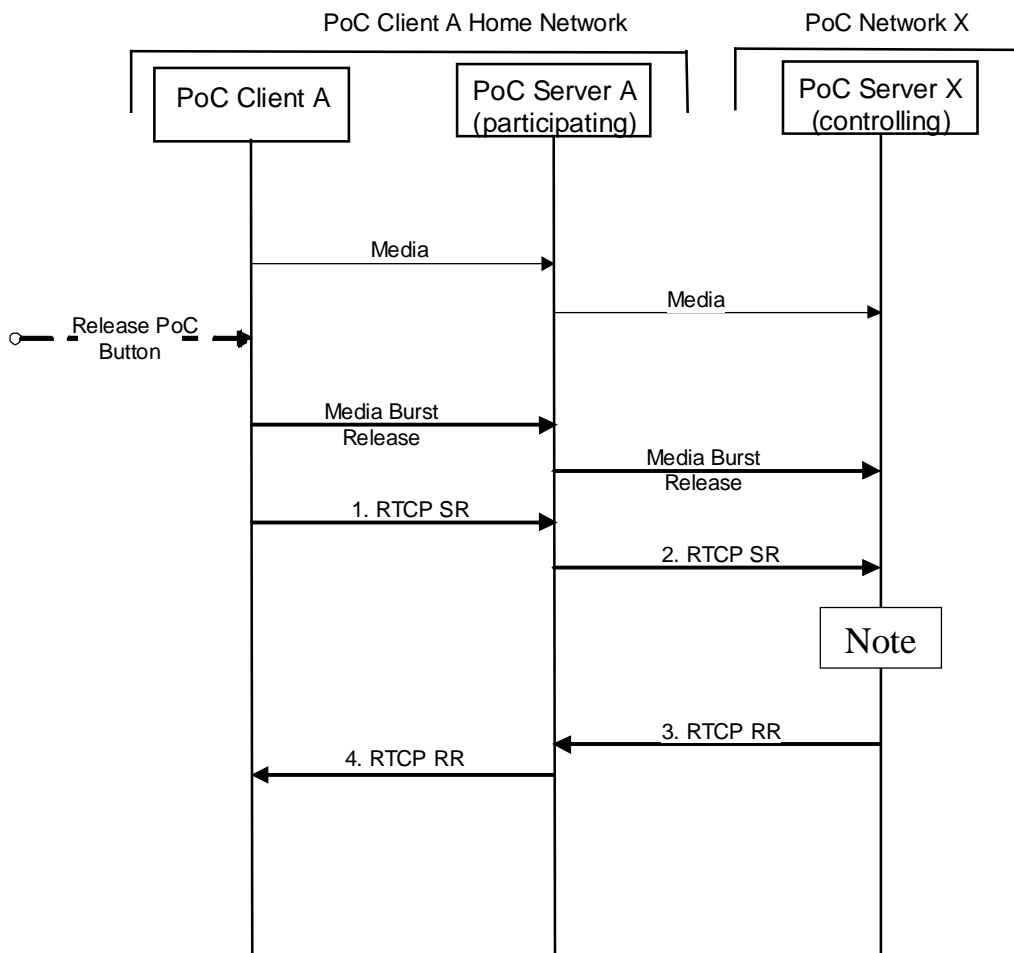 PoC Client A Home Network
PoC Network X
PoC Client A
PoC Server A
(participating)
PoC Server X
(controlling)
Media
Media
Release PoC
Button
Media Burst
Release
Media Burst
Release
1. RTCP SR
2. RTCP SR
Note
3. RTCP RR
4. RTCP RR